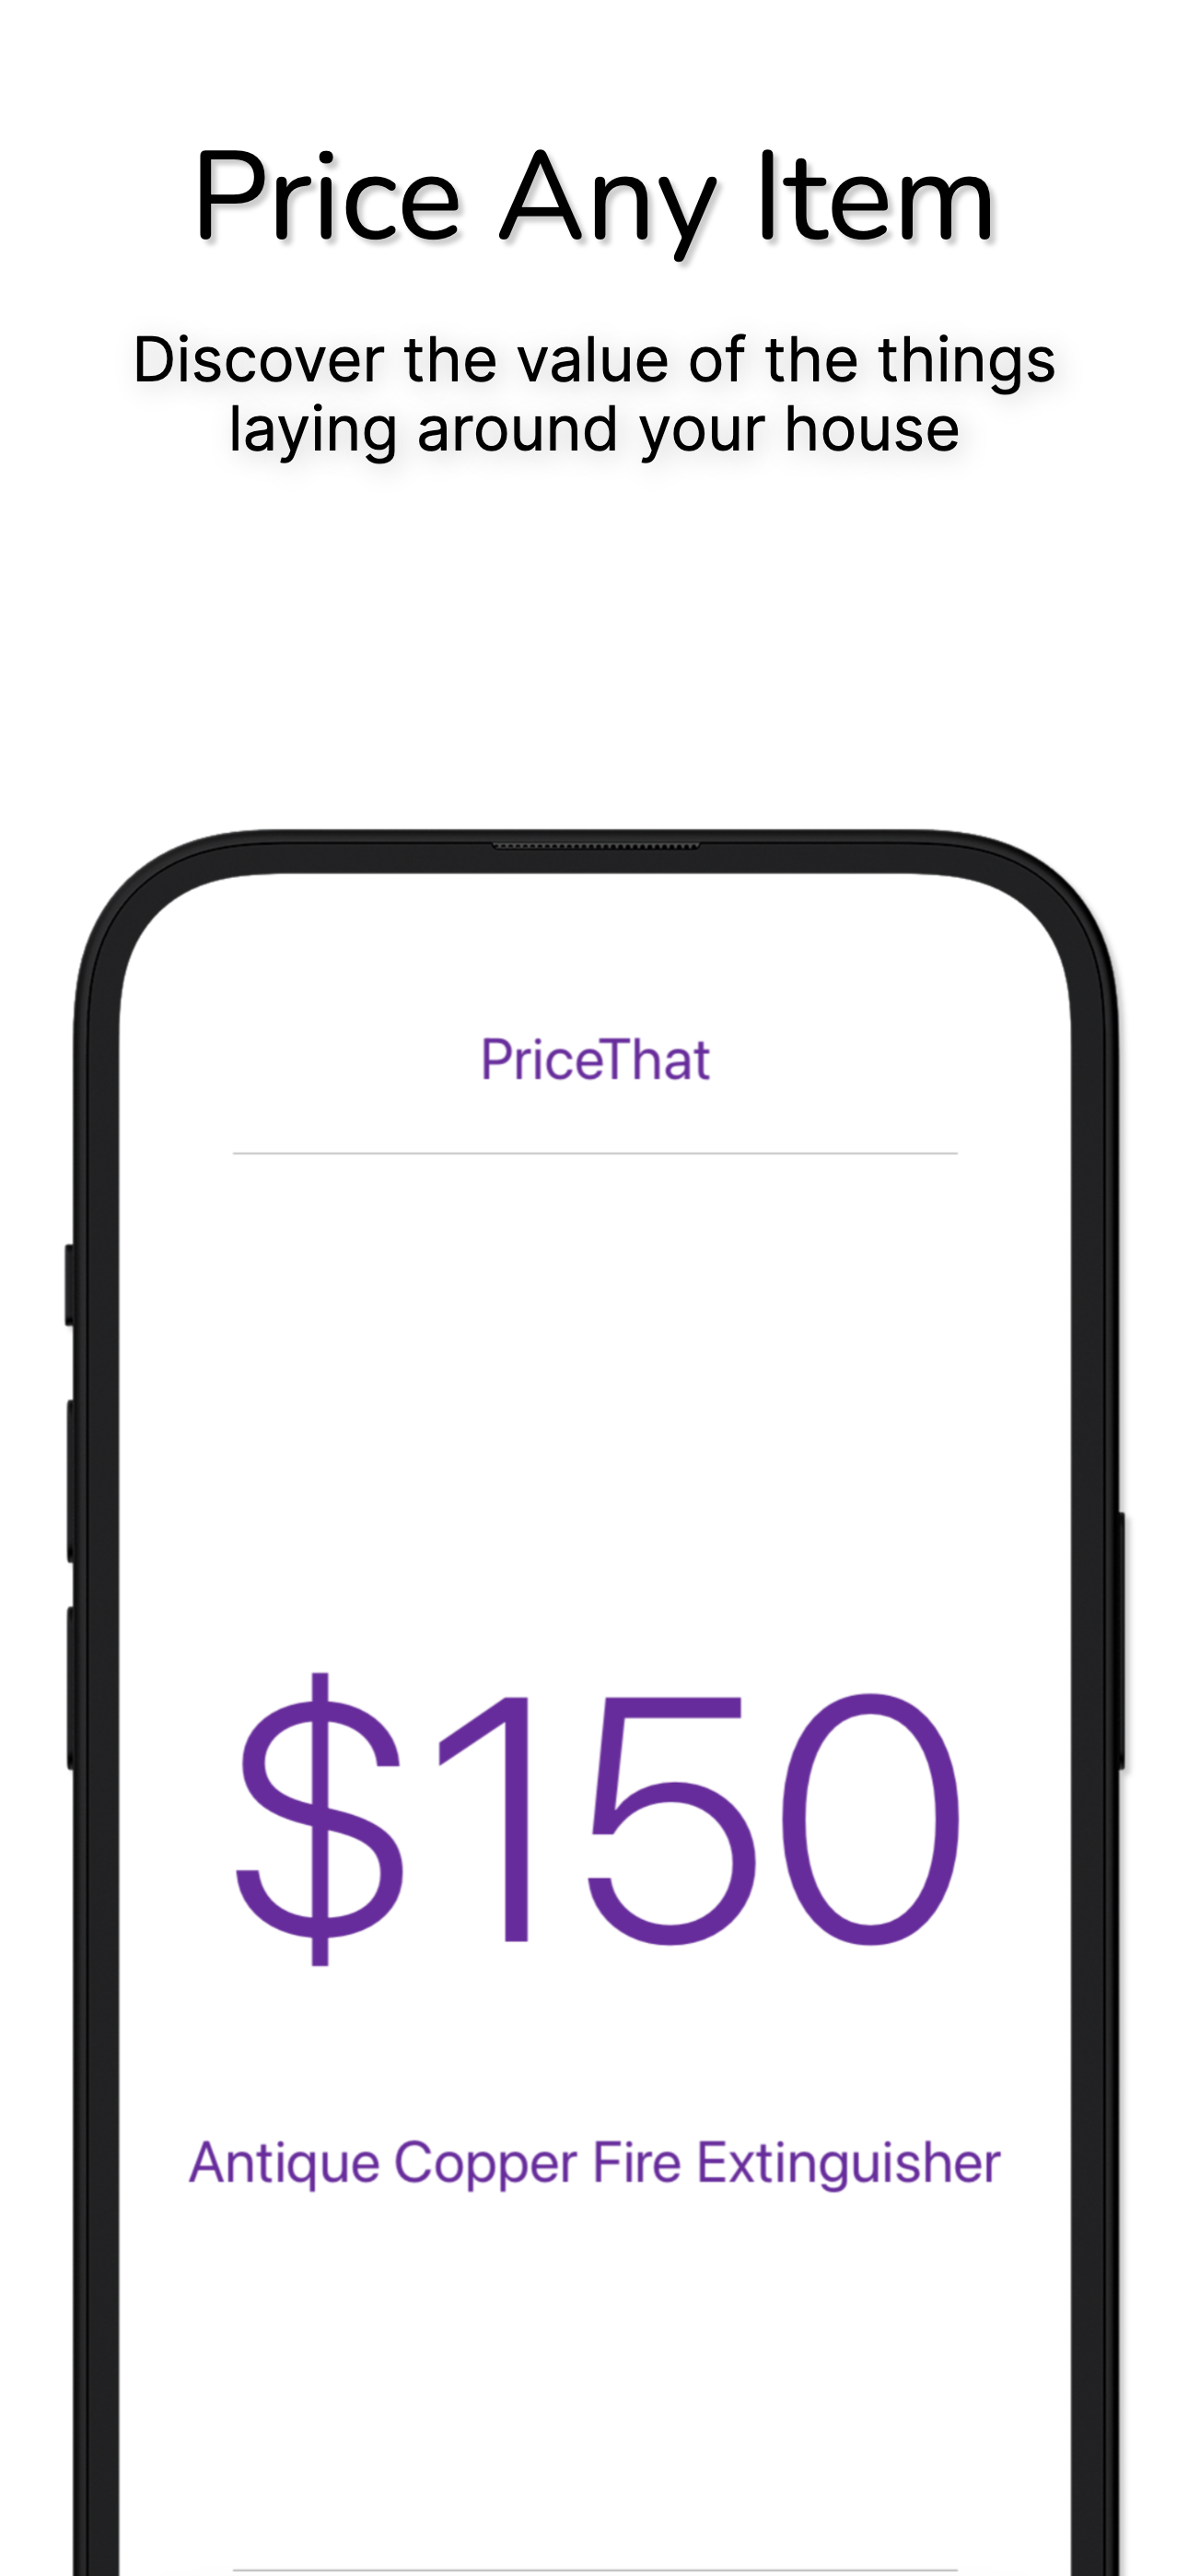 Price Any Item
Discover the value of the things
laying around your house
PriceThat
$150
Antique Copper Fire Extinguisher